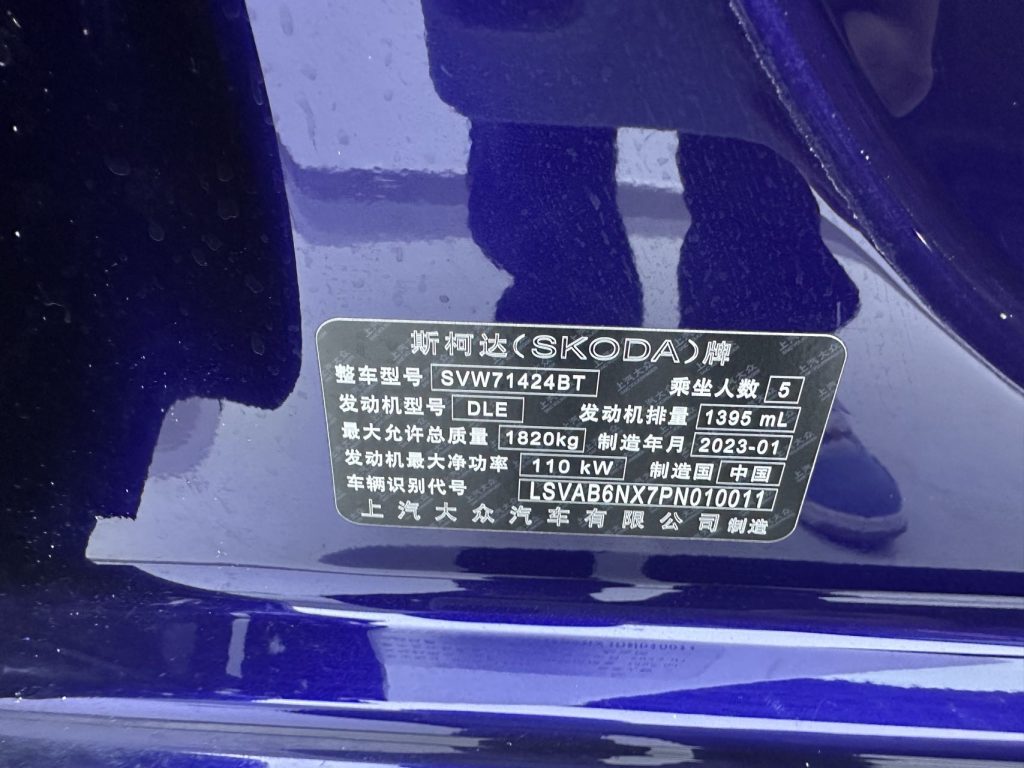 斯柯达(SKODA)牌
整车型号 SVW71424BT 乘坐人数 5
发动机型号 DLE 发动机排量 1395 mL
最大允许总质量 1820kg 制造年月 2023-01
发动机最大净功率 110 kW 制造国 中国
车辆识别代号 LSVAB6NX7PN010011
上汽大众汽车有限公司 制造